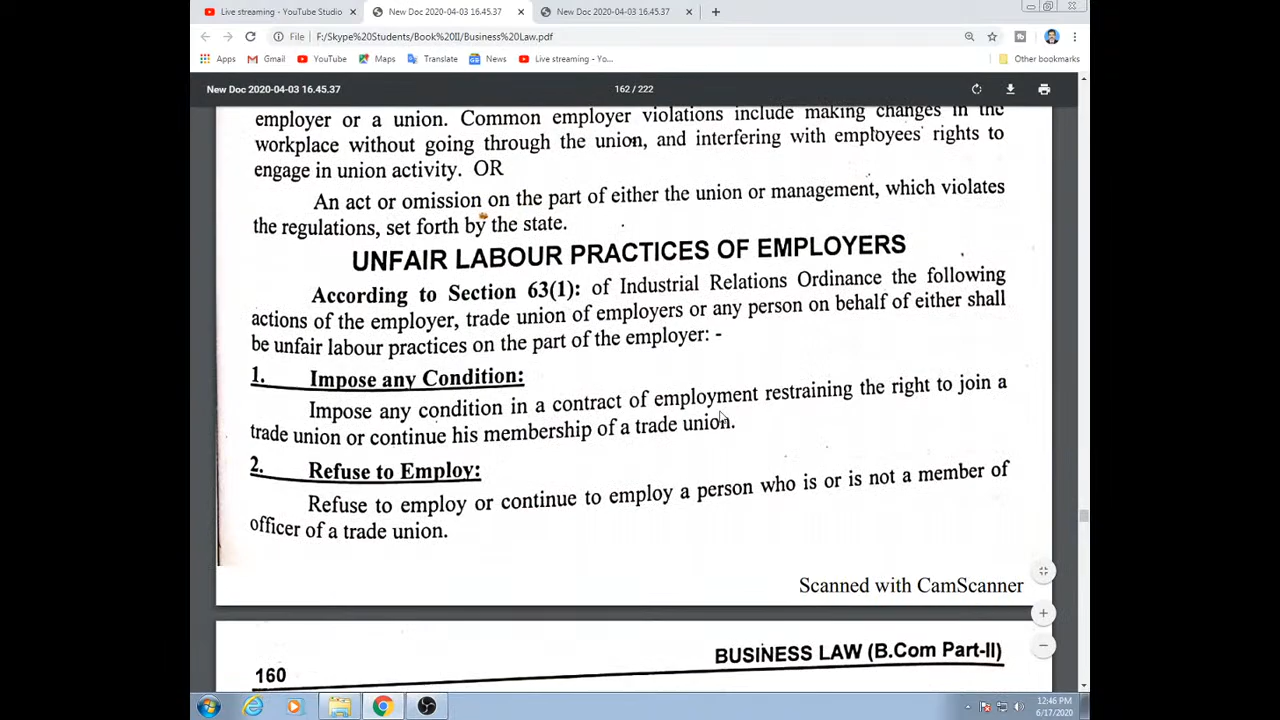 Live streaming - YouTube Studio
New Doc 2020-04-03 16.45.37
New Doc 2020-04-03 16.45.37
File
F:/Skype%20Students/Book%20II/Business%20Law.pdf
Apps
Gmail
YouTube
Maps
Translate
News
Live streaming - Yo...
Other bookmarks
New Doc 2020-04-03 16.45.37
162 / 222
employer or a union. Common employer violations include making changes in the
workplace without going through the union, and interfering with employees' rights to
engage in union activity. OR
An act or omission on the part of either the union or management, which violates
the regulations, set forth by the state.
UNFAIR LABOUR PRACTICES OF EMPLOYERS
According to Section 63(1): of Industrial Relations Ordinance the following
actions of the employer, trade union of employers or any person on behalf of either shall
be unfair labour practices on the part of the employer: -
1. Impose any Condition:
Impose any condition in a contract of employment restraining the right to join a
trade union or continue his membership of a trade union.
2. Refuse to Employ:
Refuse to employ or continue to employ a person who is or is not a member of
officer of a trade union.
Scanned with CamScanner
160
BUSINESS LAW (B.Com Part-II)
12:46 PM
6/17/2020